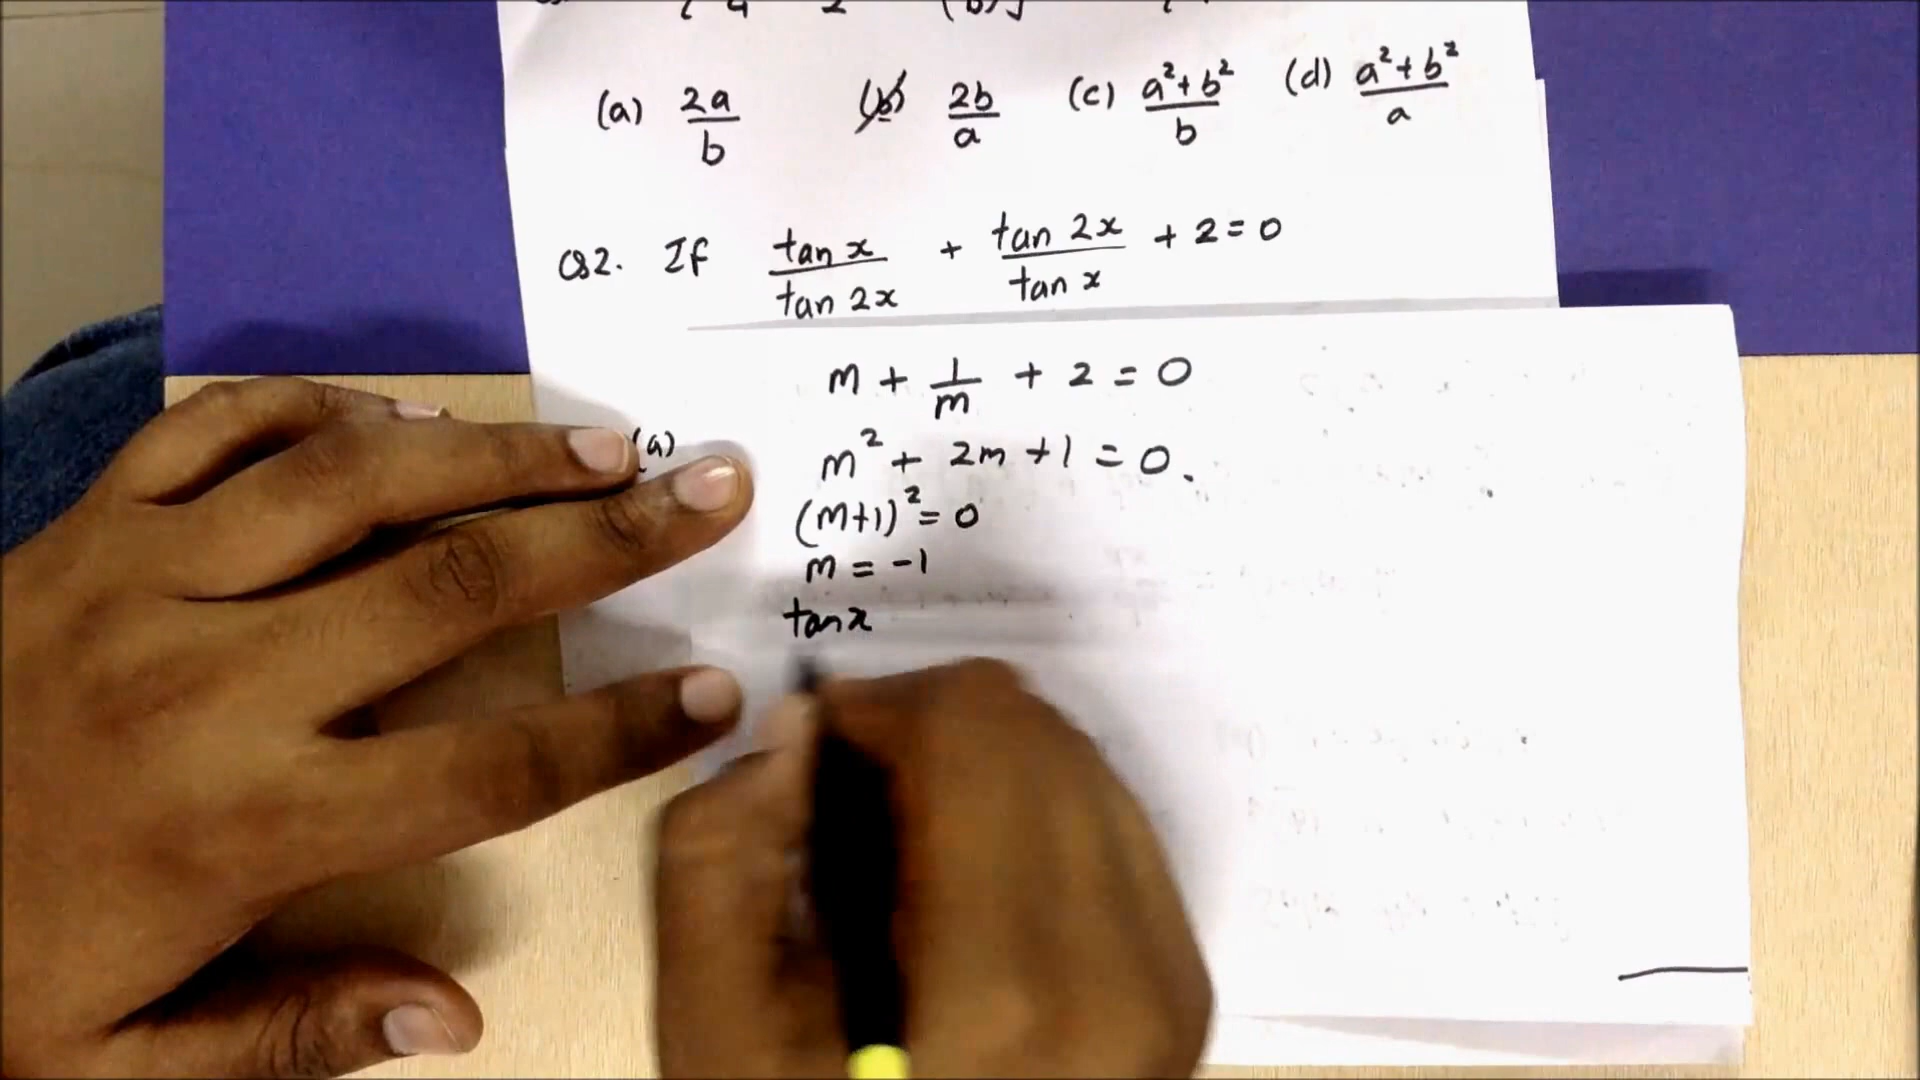 (a) 2a/b (b) 2b/a (c) a²+b²/b (d) a²+b²/a
Q2. If tan x/tan 2x + tan 2x/tan x + 2 = 0
m + 1/m + 2 = 0
(a)
m² + 2m + 1 = 0.
(m+1)² = 0
m = -1
tan x